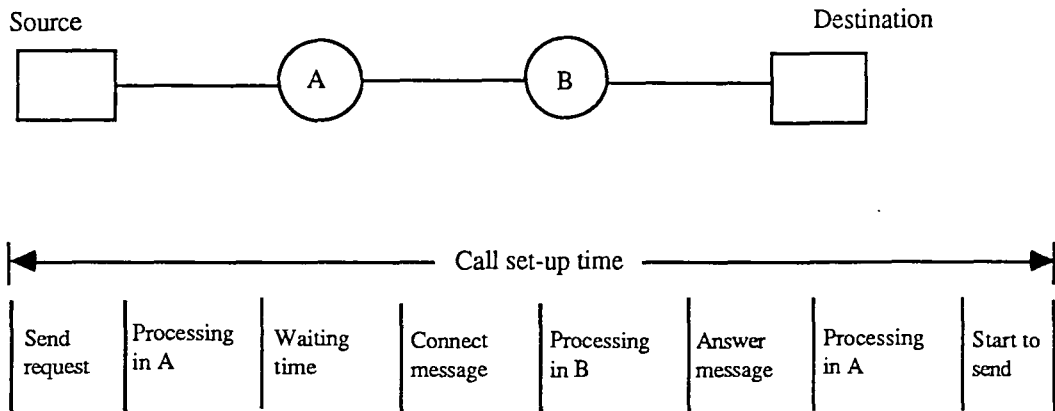 Source
Destination
A
B
Call set-up time
Send
request
Processing
in A
Waiting
time
Connect
message
Processing
in B
Answer
message
Processing
in A
Start to
send